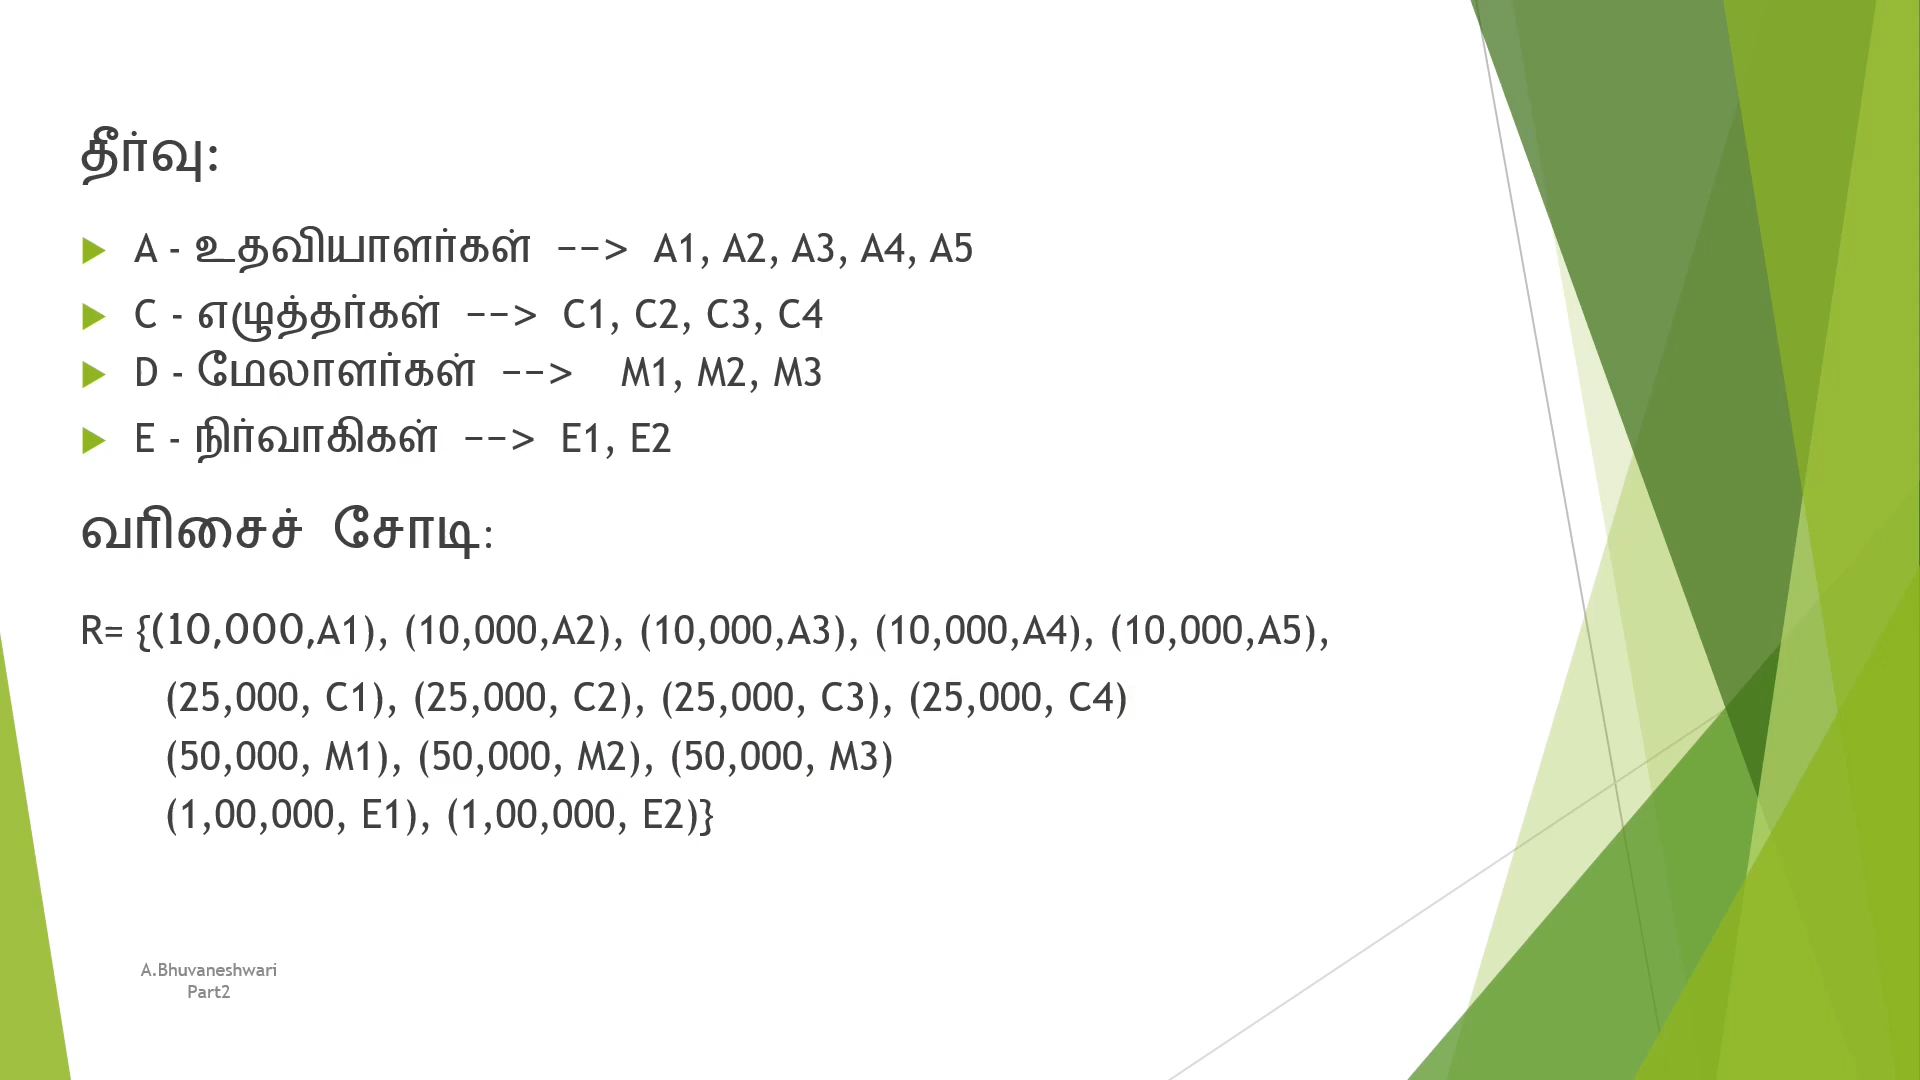 தீர்வு:
A - உதவியாளர்கள் --> A1, A2, A3, A4, A5
C - எழுத்தர்கள் --> C1, C2, C3, C4
D - மேலாளர்கள் --> M1, M2, M3
E - நிர்வாகிகள் --> E1, E2
வரிசைச் சோடி:
R= {(10,000,A1), (10,000,A2), (10,000,A3), (10,000,A4), (10,000,A5),
(25,000, C1), (25,000, C2), (25,000, C3), (25,000, C4)
(50,000, M1), (50,000, M2), (50,000, M3)
(1,00,000, E1), (1,00,000, E2)}
A.Bhuvaneshwari
Part2